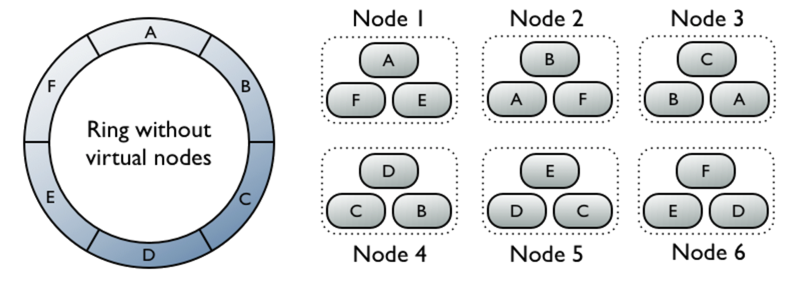 A
F
B
Ring without
virtual nodes
E
C
D
Node 1
A
F E
Node 2
B
A F
Node 3
C
B A
D
C B
Node 4
E
D C
Node 5
F
E D
Node 6